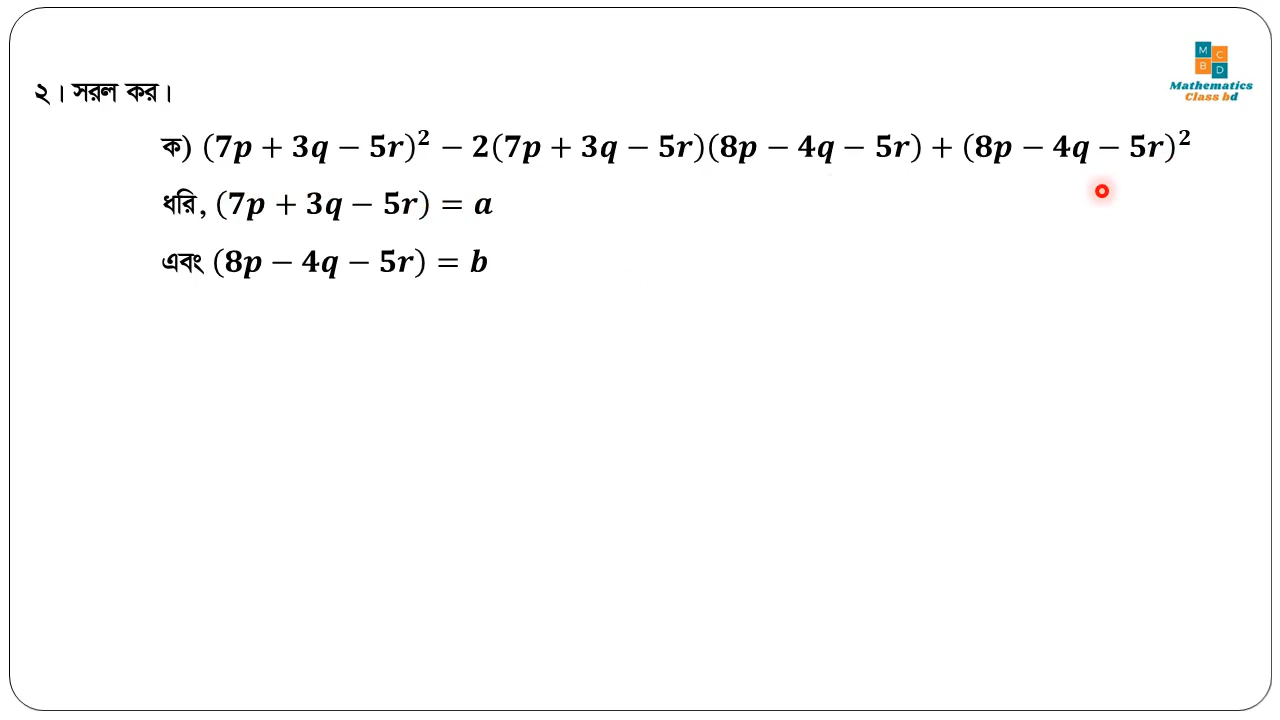 M C B D
Mathematics
Class bd
২। সরল কর।
ক) (7p + 3q − 5r)² − 2(7p + 3q − 5r)(8p − 4q − 5r) + (8p − 4q − 5r)²
ধরি, (7p + 3q − 5r) = a
এবং (8p − 4q − 5r) = b